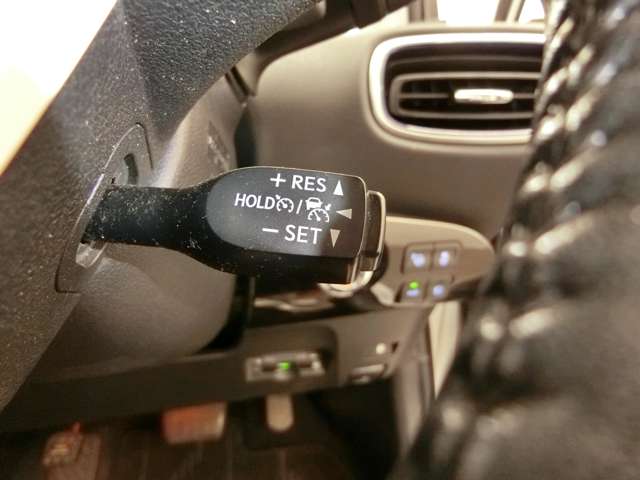 + RES
HOLD /
– SET